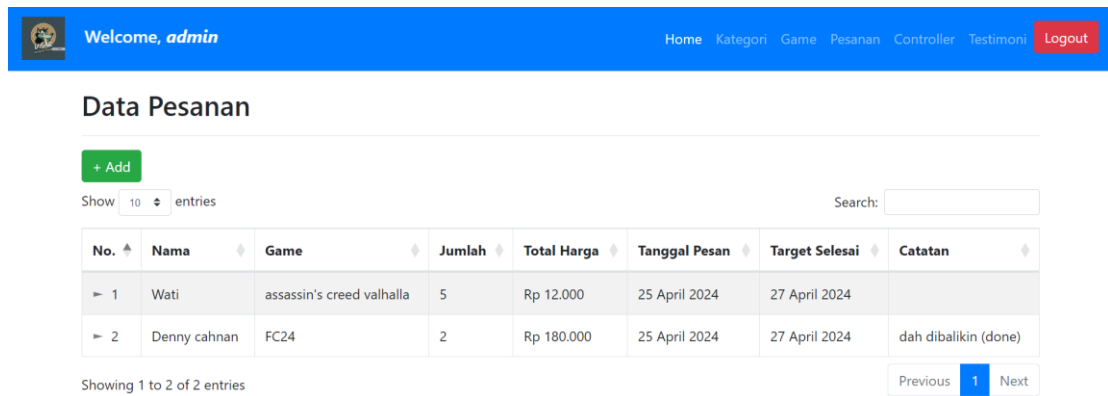 Welcome, admin Home Kategori Game Pesanan Controller Testimoni Logout
Data Pesanan
+ Add
Show 10 entries Search:
No. Nama Game Jumlah Total Harga Tanggal Pesan Target Selesai Catatan
1 Wati assassin's creed valhalla 5 Rp 12.000 25 April 2024 27 April 2024
2 Denny cahnan FC24 2 Rp 180.000 25 April 2024 27 April 2024 dah dibalikin (done)
Showing 1 to 2 of 2 entries Previous 1 Next